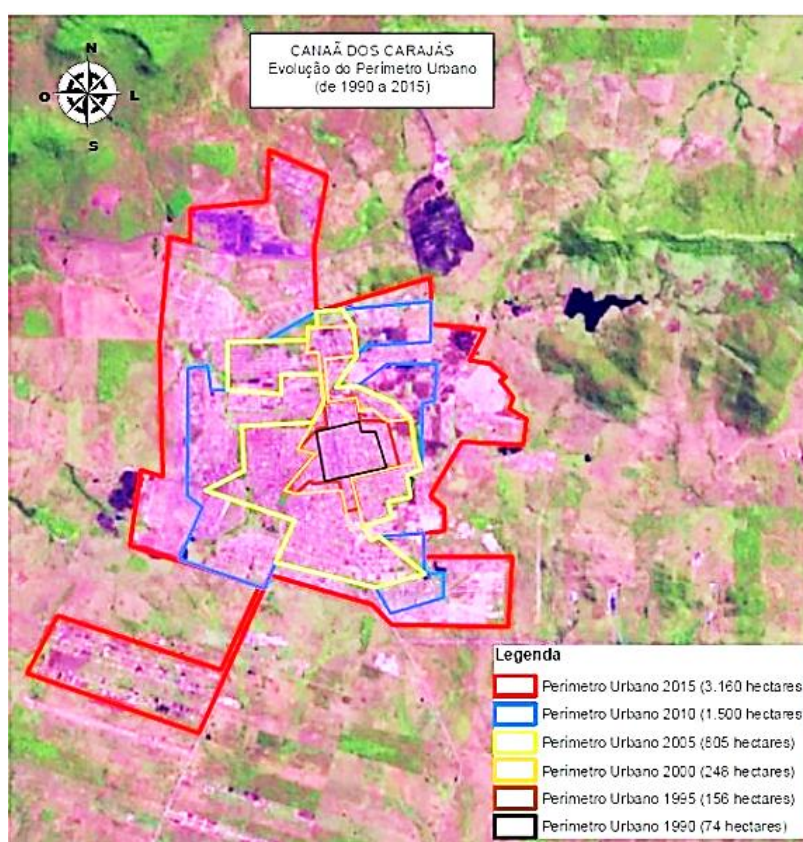 CANAÃ DOS CARAJÁS
Evolução do Perímetro Urbano
(de 1990 a 2015)
N
O L
S
Legenda
Perímetro Urbano 2015 (3.160 hectares
Perímetro Urbano 2010 (1.500 hectares
Perímetro Urbano 2005 (805 hectares)
Perímetro Urbano 2000 (248 hectares)
Perímetro Urbano 1995 (156 hectares)
Perímetro Urbano 1990 (74 hectares)